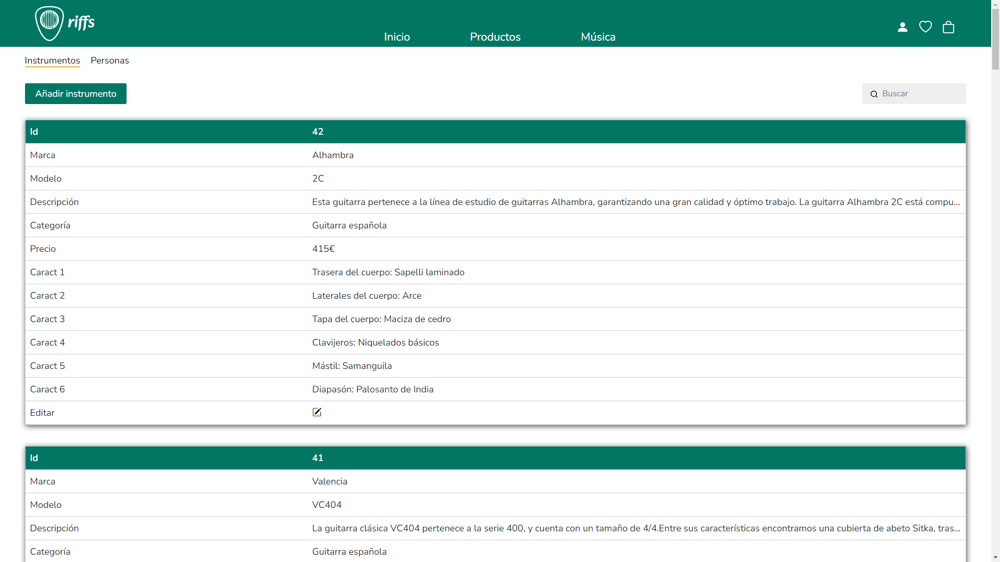 riffs
Inicio Productos Música
Instrumentos Personas
Añadir instrumento Buscar
Id 42
Marca Alhambra
Modelo 2C
Descripción Esta guitarra pertenece a la línea de estudio de guitarras Alhambra, garantizando una gran calidad y óptimo trabajo. La guitarra Alhambra 2C está compu...
Categoría Guitarra española
Precio 415€
Caract 1 Trasera del cuerpo: Sapelli laminado
Caract 2 Laterales del cuerpo: Arce
Caract 3 Tapa del cuerpo: Maciza de cedro
Caract 4 Clavijeros: Niquelados básicos
Caract 5 Mástil: Samanguila
Caract 6 Diapasón: Palosanto de India
Editar
Id 41
Marca Valencia
Modelo VC404
Descripción La guitarra clásica VC404 pertenece a la serie 400, y cuenta con un tamaño de 4/4.Entre sus características encontramos una cubierta de abeto Sitka, tras...
Categoría Guitarra española